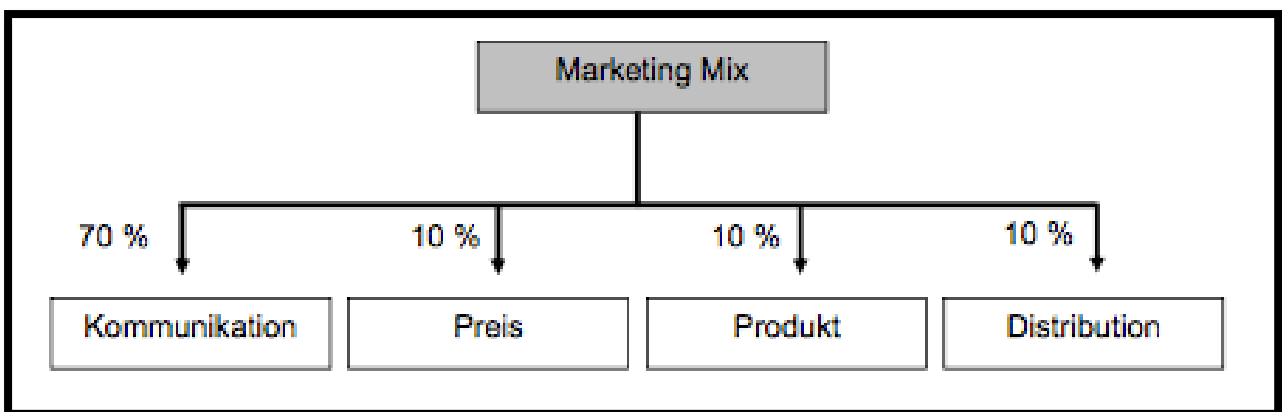 Marketing Mix
70 % 10 % 10 % 10 %
Kommunikation Preis Produkt Distribution